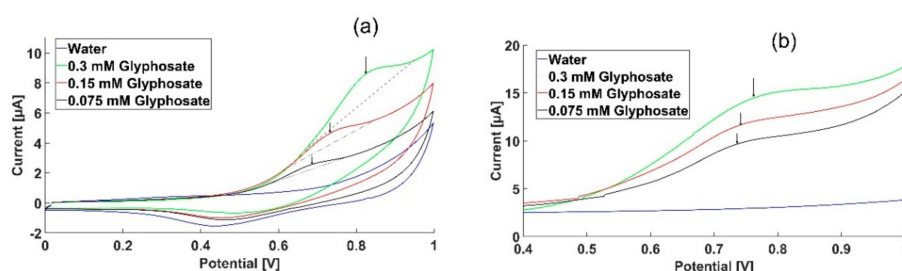 (a)
Water
0.3 mM Glyphosate
0.15 mM Glyphosate
0.075 mM Glyphosate
Current [µA]
10
8
6
4
2
0
-2
0 0.2 0.4 0.6 0.8 1
Potential [V]
(b)
Water
0.3 mM Glyphosate
0.15 mM Glyphosate
0.075 mM Glyphosate
Current [µA]
20
15
10
5
0
0.4 0.5 0.6 0.7 0.8 0.9
Potential [V]